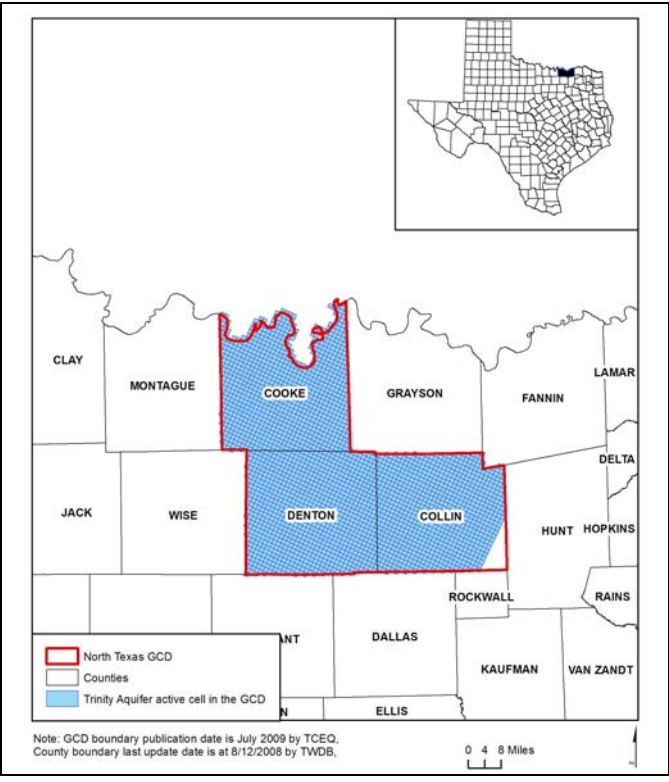 CLAY
MONTAGUE
COOKE
GRAYSON
FANNIN
LAMAR
DELTA
JACK
WISE
DENTON
COLLIN
HUNT
HOPKINS
ROCKWALL
RAINS
ANT
DALLAS
KAUFMAN
VAN ZANDT
N
ELLIS
North Texas GCD
Counties
Trinity Aquifer active cell in the GCD
Note: GCD boundary publication date is July 2009 by TCEQ,
County boundary last update date is at 8/12/2008 by TWDB,
0 4 8 Miles